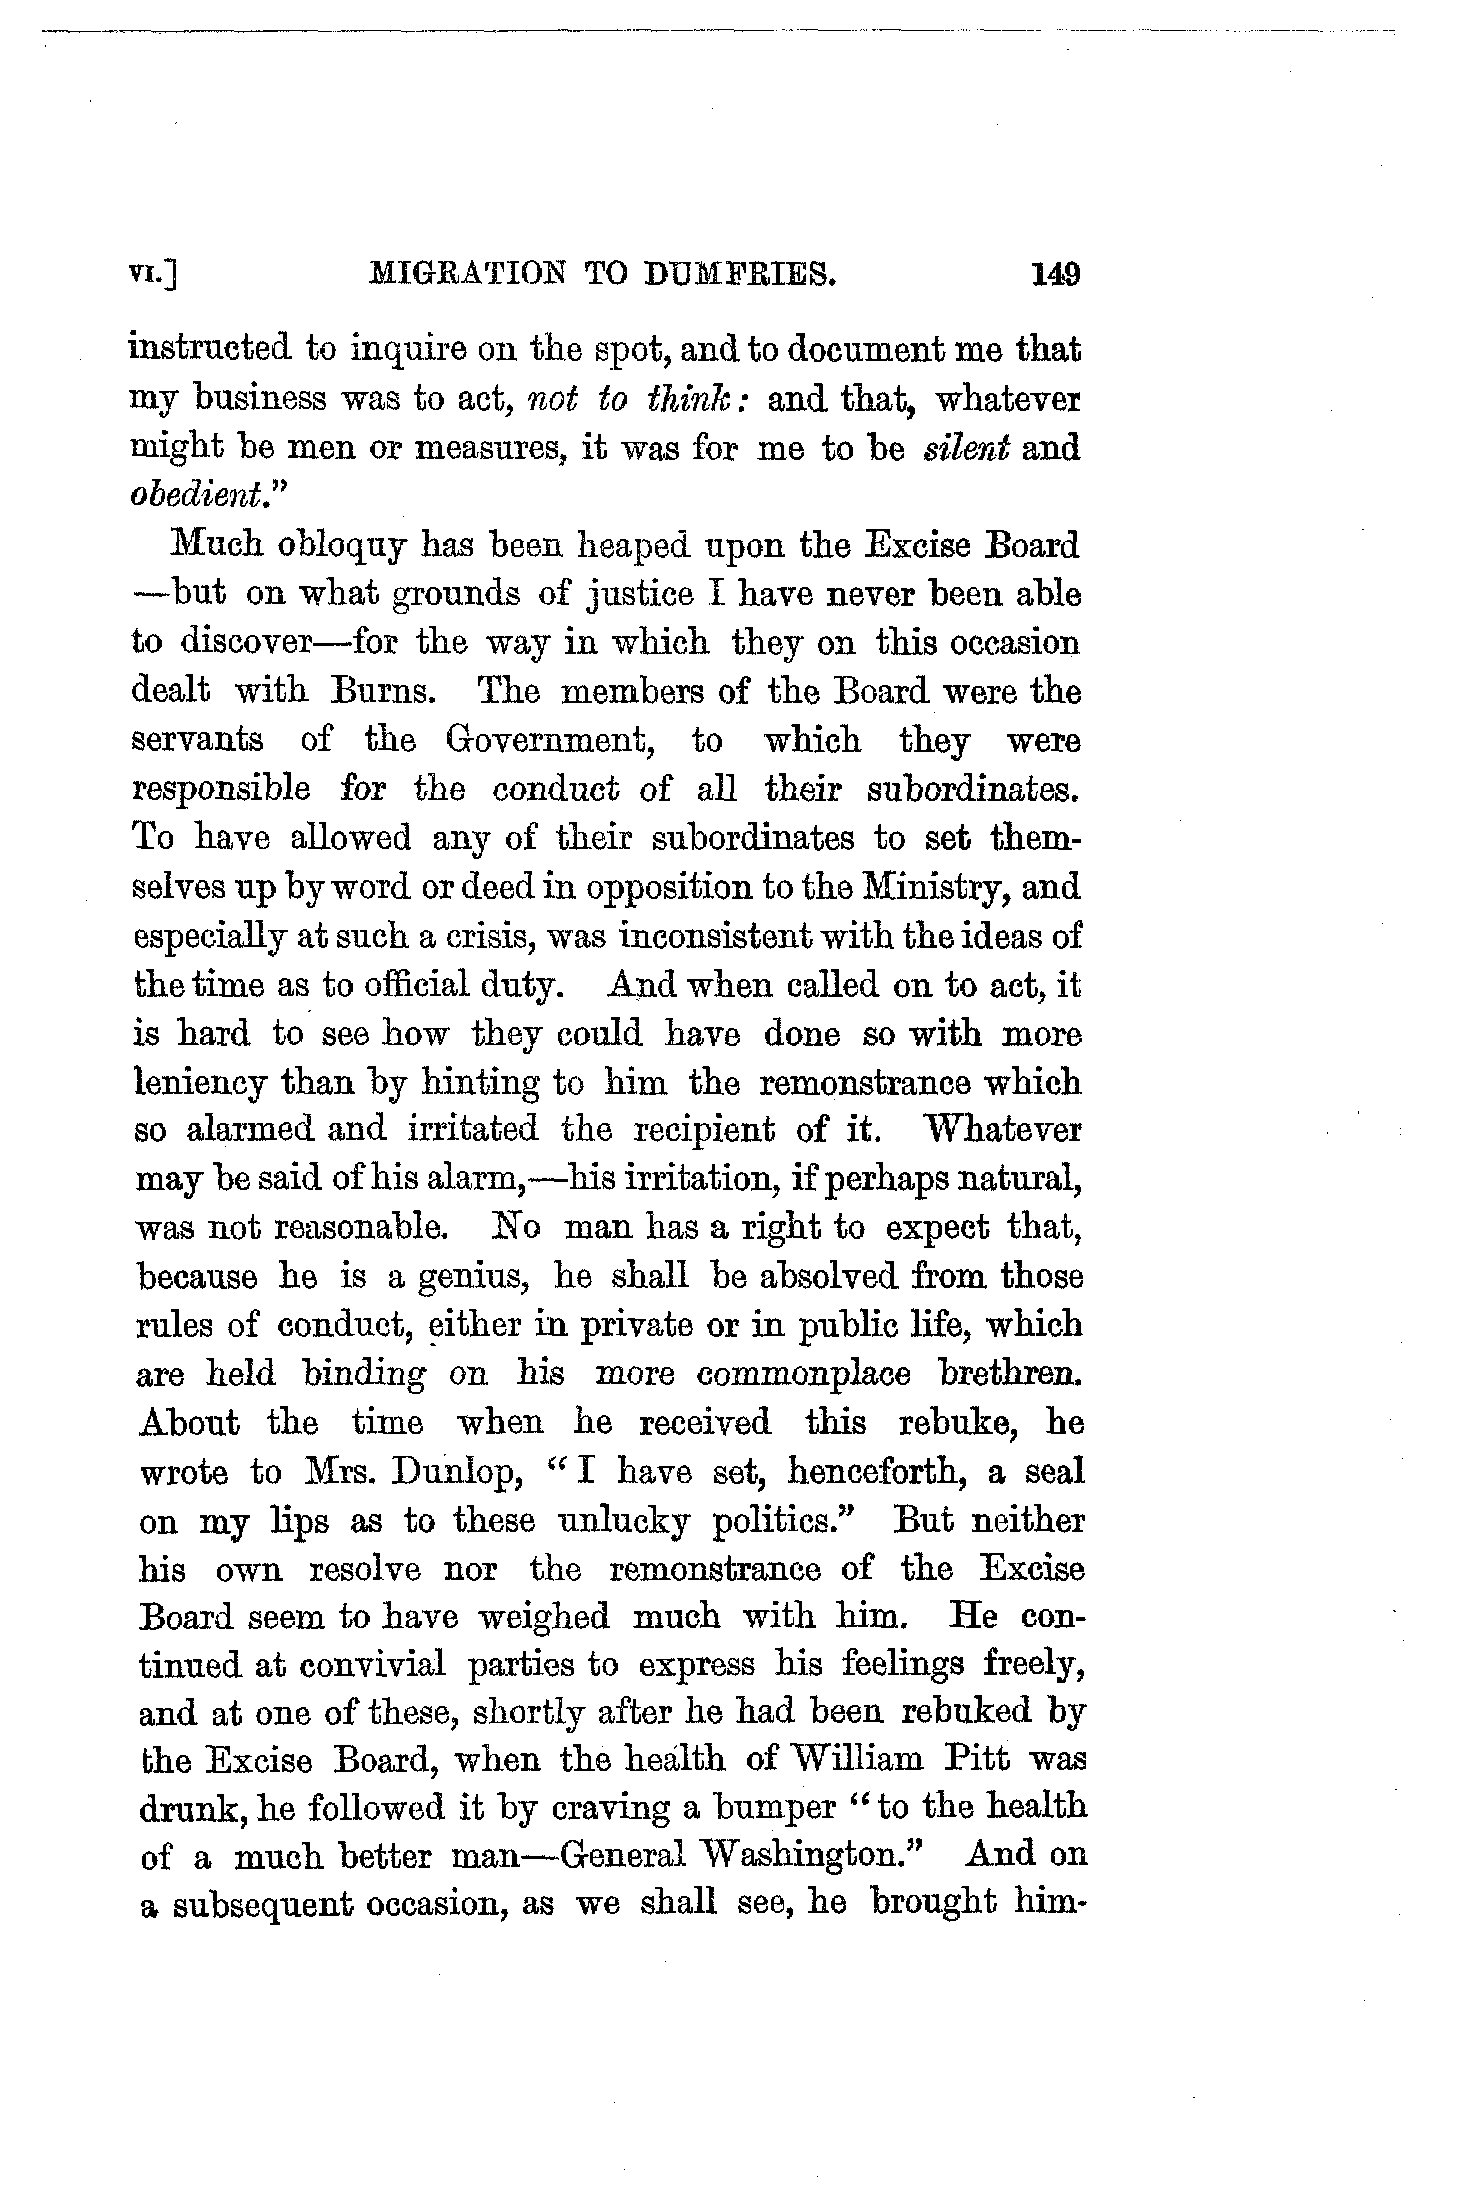 VI.] MIGRATION TO DUMFRIES. 149
instructed to inquire on the spot, and to document me that
my business was to act, not to think: and that, whatever
might be men or measures, it was for me to be silent and
obedient."
Much obloquy has been heaped upon the Excise Board
—but on what grounds of justice I have never been able
to discover—for the way in which they on this occasion
dealt with Burns. The members of the Board were the
servants of the Government, to which they were
responsible for the conduct of all their subordinates.
To have allowed any of their subordinates to set them-
selves up by word or deed in opposition to the Ministry, and
especially at such a crisis, was inconsistent with the ideas of
the time as to official duty. And when called on to act, it
is hard to see how they could have done so with more
leniency than by hinting to him the remonstrance which
so alarmed and irritated the recipient of it. Whatever
may be said of his alarm,—his irritation, if perhaps natural,
was not reasonable. No man has a right to expect that,
because he is a genius, he shall be absolved from those
rules of conduct, either in private or in public life, which
are held binding on his more commonplace brethren.
About the time when he received this rebuke, he
wrote to Mrs. Dunlop, "I have set, henceforth, a seal
on my lips as to these unlucky politics." But neither
his own resolve nor the remonstrance of the Excise
Board seem to have weighed much with him. He con-
tinued at convivial parties to express his feelings freely,
and at one of these, shortly after he had been rebuked by
the Excise Board, when the health of William Pitt was
drunk, he followed it by craving a bumper "to the health
of a much better man—General Washington." And on
a subsequent occasion, as we shall see, he brought him-